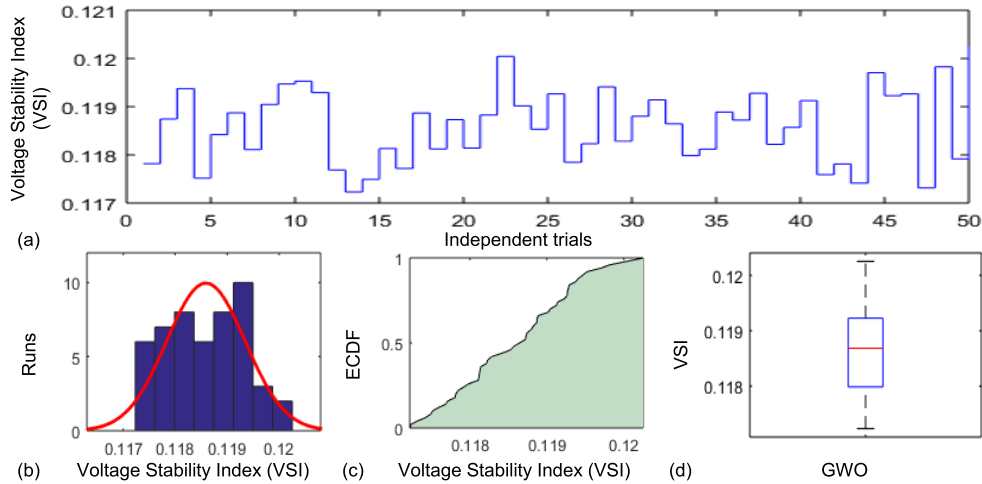 0.121
0.12
0.119
0.118
0.117
Voltage Stability Index
(VSI)
0 5 10 15 20 25 30 35 40 45 50
(a) Independent trials
10
5
0
Runs
0.117 0.118 0.119 0.12
(b) Voltage Stability Index (VSI)
1
0.5
0
ECDF
0.118 0.119 0.12
(c) Voltage Stability Index (VSI)
0.12
0.119
0.118
VSI
(d) GWO